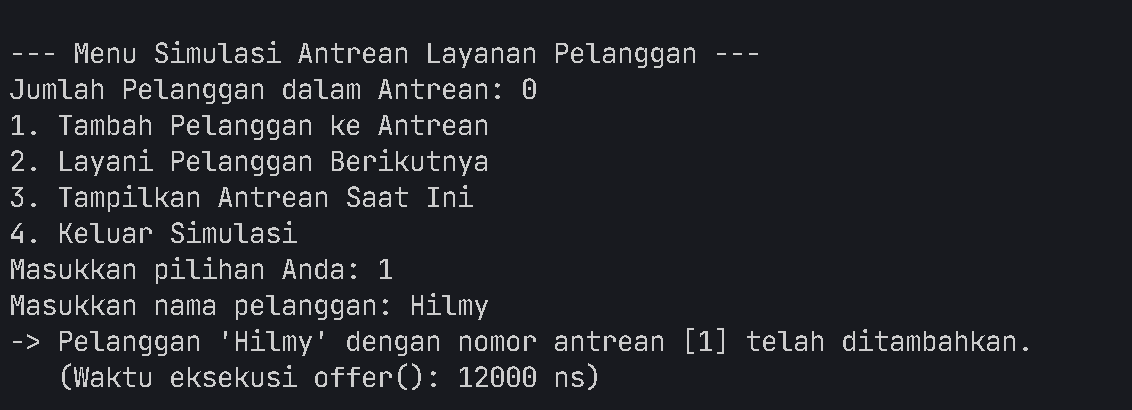 --- Menu Simulasi Antrean Layanan Pelanggan ---
Jumlah Pelanggan dalam Antrean: 0
1. Tambah Pelanggan ke Antrean
2. Layani Pelanggan Berikutnya
3. Tampilkan Antrean Saat Ini
4. Keluar Simulasi
Masukkan pilihan Anda: 1
Masukkan nama pelanggan: Hilmy
-> Pelanggan 'Hilmy' dengan nomor antrean [1] telah ditambahkan.
   (Waktu eksekusi offer(): 12000 ns)